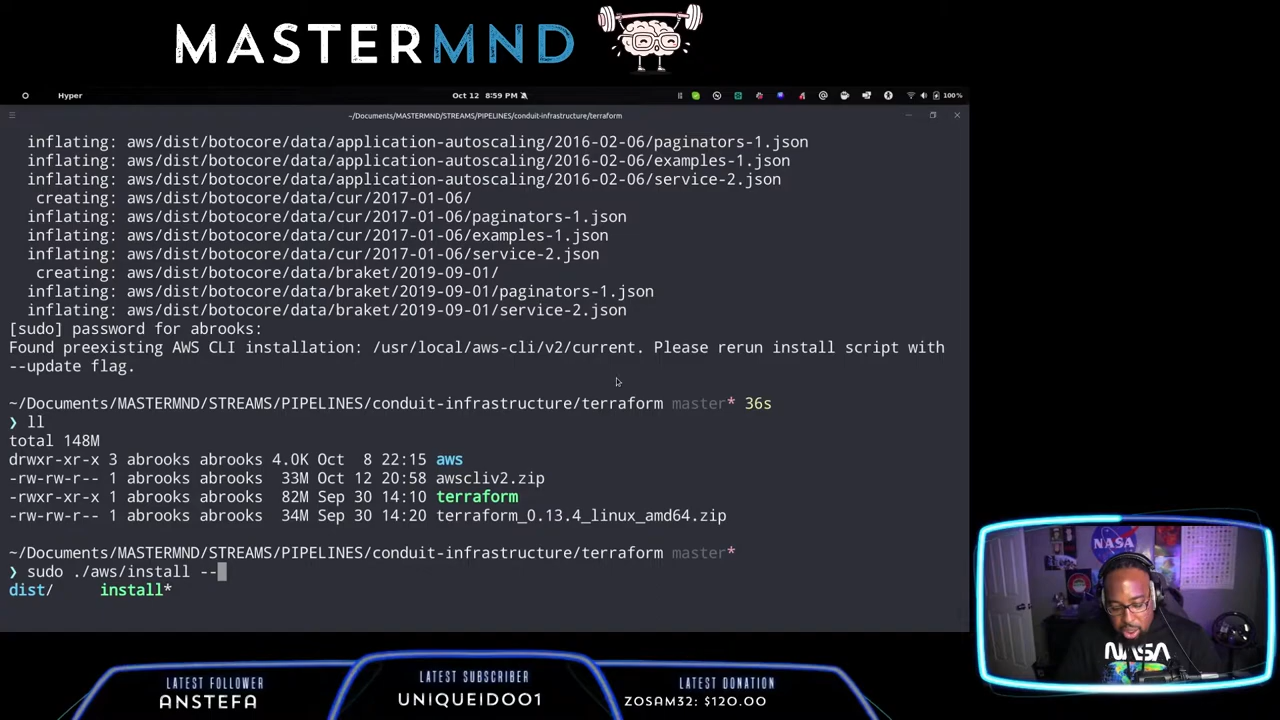 MASTERMND
Hyper
Oct 12 8:59 PM
100%
~/Documents/MASTERMND/STREAMS/PIPELINES/conduit-infrastructure/terraform
inflating: aws/dist/botocore/data/application-autoscaling/2016-02-06/paginators-1.json
inflating: aws/dist/botocore/data/application-autoscaling/2016-02-06/examples-1.json
inflating: aws/dist/botocore/data/application-autoscaling/2016-02-06/service-2.json
creating: aws/dist/botocore/data/cur/2017-01-06/
inflating: aws/dist/botocore/data/cur/2017-01-06/paginators-1.json
inflating: aws/dist/botocore/data/cur/2017-01-06/examples-1.json
inflating: aws/dist/botocore/data/cur/2017-01-06/service-2.json
creating: aws/dist/botocore/data/braket/2019-09-01/
inflating: aws/dist/botocore/data/braket/2019-09-01/paginators-1.json
inflating: aws/dist/botocore/data/braket/2019-09-01/service-2.json
[sudo] password for abrooks:
Found preexisting AWS CLI installation: /usr/local/aws-cli/v2/current. Please rerun install script with
--update flag.
~/Documents/MASTERMND/STREAMS/PIPELINES/conduit-infrastructure/terraform master* 36s
❯ ll
total 148M
drwxr-xr-x 3 abrooks abrooks 4.0K Oct 8 22:15 aws
-rw-rw-r-- 1 abrooks abrooks 33M Oct 12 20:58 awscliv2.zip
-rwxr-xr-x 1 abrooks abrooks 82M Sep 30 14:10 terraform
-rw-rw-r-- 1 abrooks abrooks 34M Sep 30 14:20 terraform_0.13.4_linux_amd64.zip
~/Documents/MASTERMND/STREAMS/PIPELINES/conduit-infrastructure/terraform master*
❯ sudo ./aws/install --
dist/ install*
NASA
NASA
LATEST FOLLOWER
ANSTEFA
LATEST SUBSCRIBER
UNIQUEID001
LATEST DONATION
ZOSAM32: $120.00